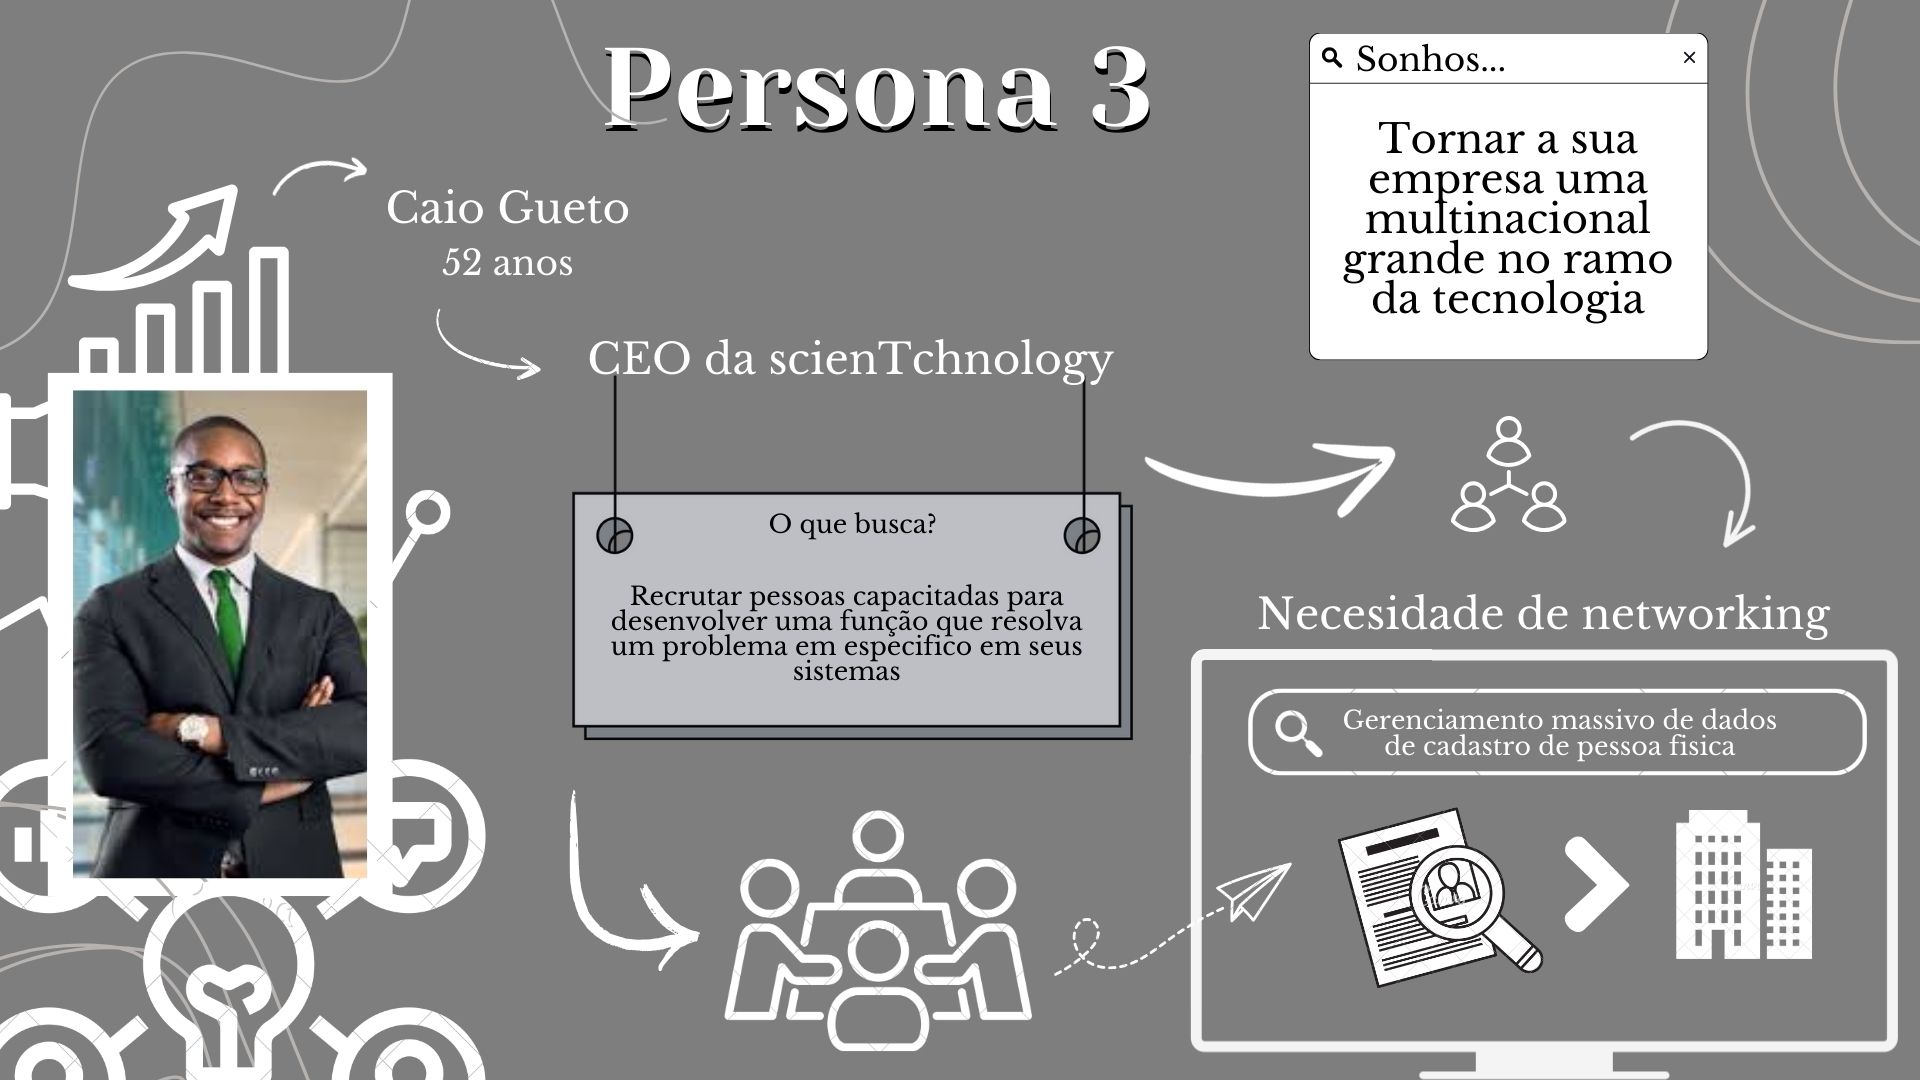 Persona 3
Sonhos...
Tornar a sua
empresa uma
multinacional
grande no ramo
da tecnologia
Caio Gueto
52 anos
CEO da scienTchnology
O que busca?
Recrutar pessoas capacitadas para
desenvolver uma função que resolva
um problema em especifico em seus
sistemas
Necesidade de networking
Gerenciamento massivo de dados
de cadastro de pessoa fisica